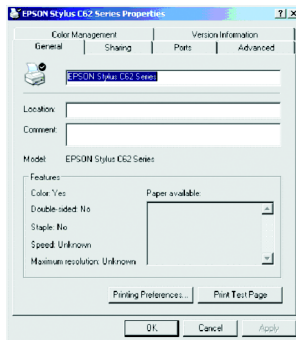 EPSON Stylus C62 Series Properties
Color Management Version Information
General Sharing Ports Advanced
EPSON Stylus C62 Series
Location:
Comment:
Model: EPSON Stylus C62 Series
Features
Color: Yes Paper available:
Double-sided: No
Staple: No
Speed: Unknown
Maximum resolution: Unknown
Printing Preferences... Print Test Page
OK Cancel Apply